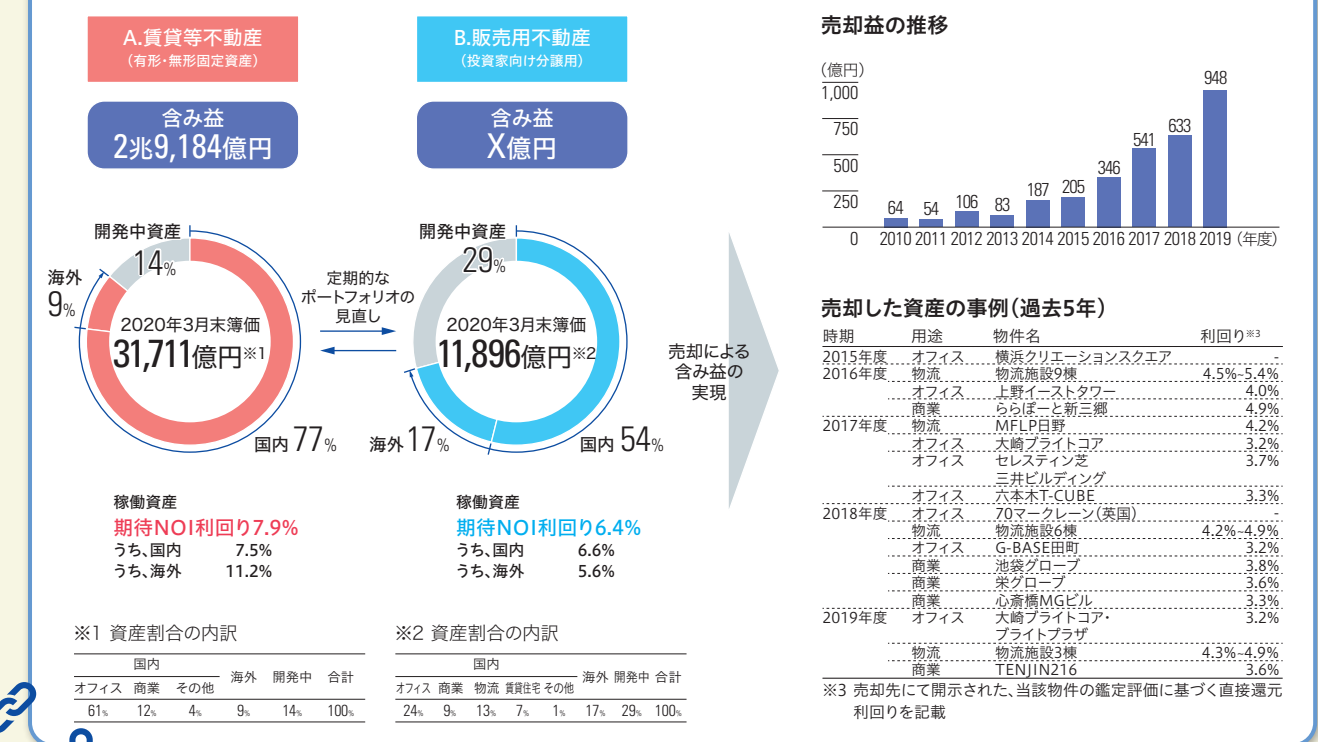 A.賃貸等不動産
（有形・無形固定資産）
含み益
2兆9,184億円
開発中資産
14%
海外
9%
2020年3月末簿価
31,711億円※1
国内 77%
稼働資産
期待NOI利回り7.9%
うち、国内 7.5%
うち、海外 11.2%
定期的な
ポートフォリオの
見直し
B.販売用不動産
（投資家向け分譲用）
含み益
X億円
開発中資産
29%
2020年3月末簿価
11,896億円※2
海外 17%
国内 54%
稼働資産
期待NOI利回り6.4%
うち、国内 6.6%
うち、海外 5.6%
※1 資産割合の内訳
国内
海外 開発中 合計
オフィス 商業 その他
61% 12% 4% 9% 14% 100%
※2 資産割合の内訳
国内
海外 開発中 合計
オフィス 商業 物流 賃貸住宅 その他
24% 9% 13% 7% 1% 17% 29% 100%
売却による
含み益の
実現
売却益の推移
（億円）
1,000
750
500
250
0
64 54 106 83 187 205 346 541 633 948
2010 2011 2012 2013 2014 2015 2016 2017 2018 2019（年度）
売却した資産の事例（過去5年）
時期 用途 物件名 利回り※3
2015年度 オフィス 横浜クリエーションスクエア -
2016年度 物流 物流施設9棟 4.5%~5.4%
オフィス 上野イーストタワー 4.0%
商業 ららぽーと新三郷 4.9%
2017年度 物流 MFLP日野 4.2%
オフィス 大崎ブライトコア 3.2%
オフィス セレスティン芝 3.7%
三井ビルディング
オフィス 六本木T-CUBE 3.3%
2018年度 オフィス 70マークレーン（英国） -
物流 物流施設6棟 4.2%~4.9%
オフィス G-BASE田町 3.2%
商業 池袋グローブ 3.8%
商業 栄グローブ 3.6%
商業 心斎橋MGビル 3.3%
2019年度 オフィス 大崎ブライトコア・ 3.2%
ブライトプラザ
物流 物流施設3棟 4.3%~4.9%
商業 TENJIN216 3.6%
※3 売却先にて開示された、当該物件の鑑定評価に基づく直接還元
利回りを記載